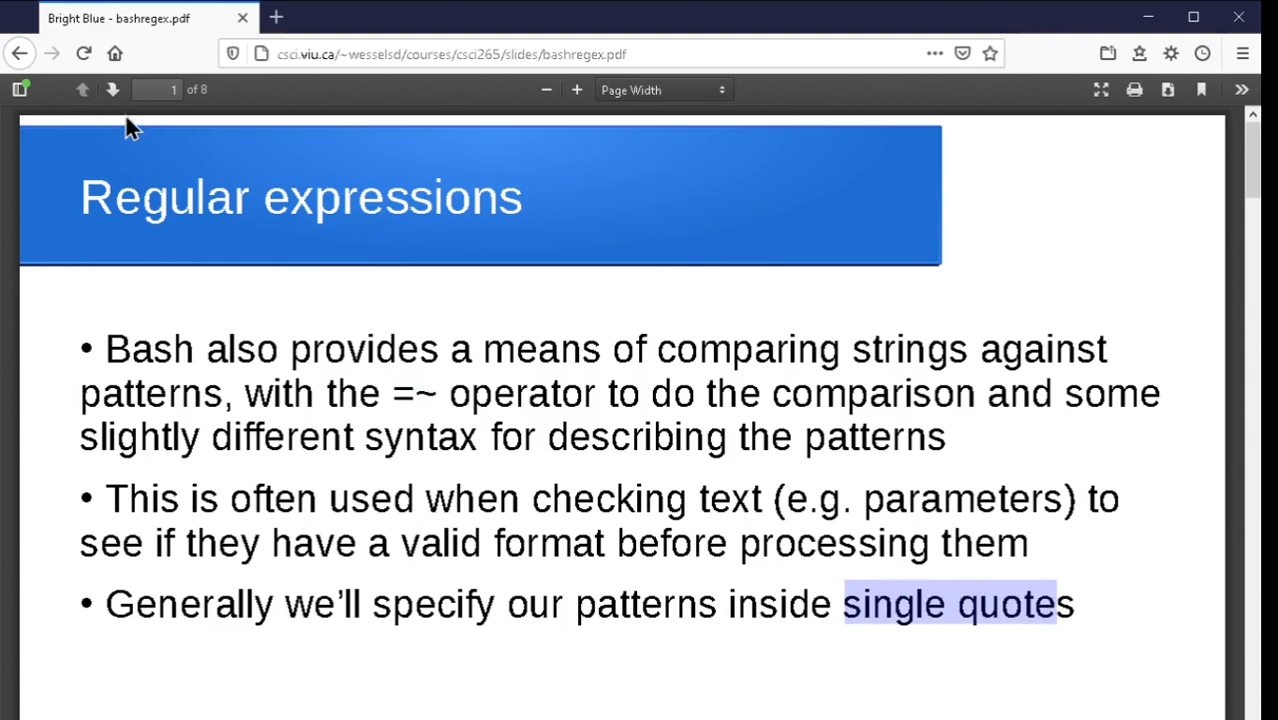 Bright Blue - bashregex.pdf
csci.viu.ca/~wesselsd/courses/csci265/slides/bashregex.pdf
1 of 8
Page Width
Regular expressions
• Bash also provides a means of comparing strings against
patterns, with the =~ operator to do the comparison and some
slightly different syntax for describing the patterns
• This is often used when checking text (e.g. parameters) to
see if they have a valid format before processing them
• Generally we’ll specify our patterns inside single quotes